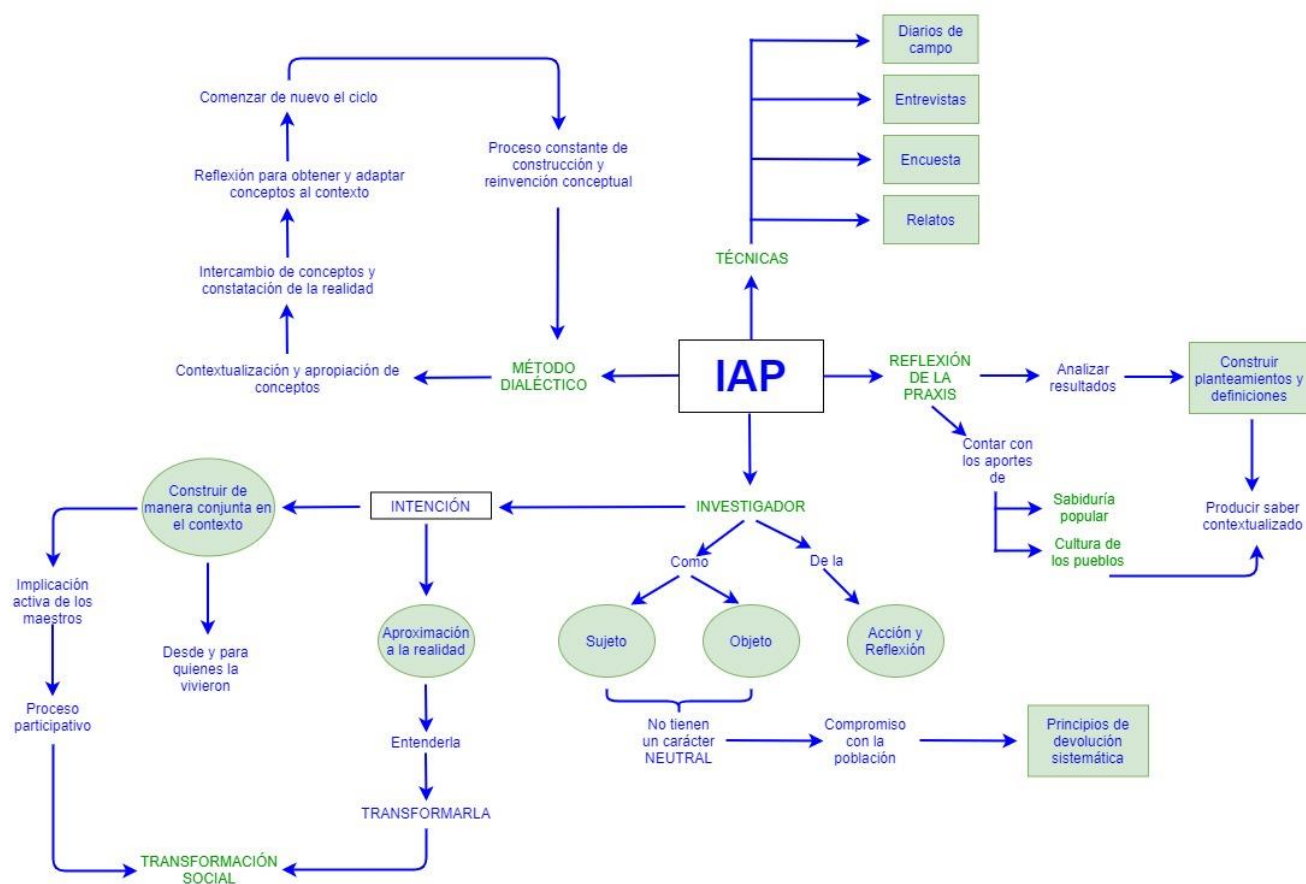 Diarios de
campo
Entrevistas
Encuesta
Relatos
TÉCNICAS
Comenzar de nuevo el ciclo
Proceso constante de
construcción y
reinvención conceptual
Reflexión para obtener y adaptar
conceptos al contexto
Intercambio de conceptos y
constatación de la realidad
Contextualización y apropiación de
conceptos
MÉTODO
DIALÉCTICO
IAP
REFLEXIÓN
DE LA
PRAXIS
Analizar
resultados
Construir
planteamientos y
definiciones
Contar con
los aportes
de
Sabiduría
popular
Cultura de
los pueblos
Producir saber
contextualizado
INVESTIGADOR
INTENCIÓN
Construir de
manera conjunta en
el contexto
Implicación
activa de los
maestros
Desde y para
quienes la
vivieron
Proceso
participativo
Aproximación
a la realidad
Entenderla
TRANSFORMARLA
TRANSFORMACIÓN
SOCIAL
Como
De la
Sujeto
Objeto
Acción y
Reflexión
No tienen
un carácter
NEUTRAL
Compromiso
con la
población
Principios de
devolución
sistemática